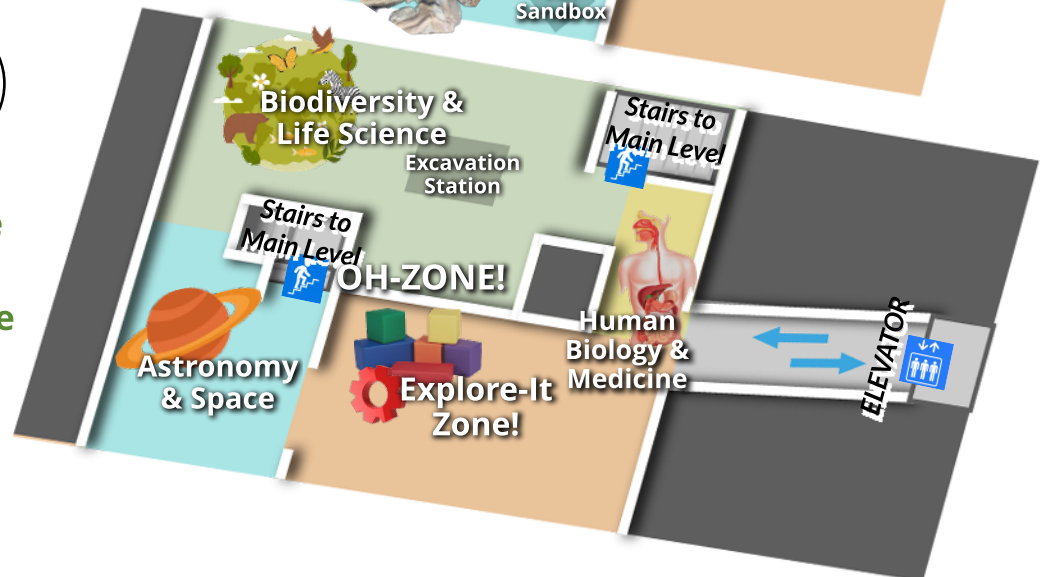 Sandbox
Biodiversity &
Life Science
Excavation
Station
Stairs to
Main Level
Stairs to
Main Level
OH-ZONE!
Human
Biology &
Medicine
ELEVATOR
Astronomy
& Space
Explore-It
Zone!
e
e